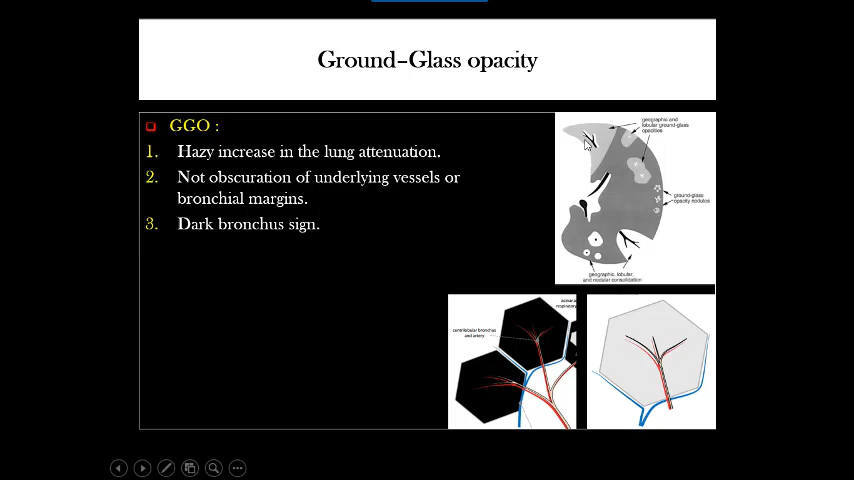 Ground-Glass opacity
GGO :
1. Hazy increase in the lung attenuation.
2. Not obscuration of underlying vessels or
bronchial margins.
3. Dark bronchus sign.
geographic and
lobular ground-glass
opacities
ground-glass
opacity nodules
geographic, lobular,
and nodular consolidation
centrilobular bronchus
and artery
respiratory